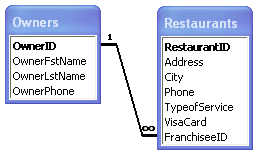 Owners
OwnerID
OwnerFstName
OwnerLstName
OwnerPhone
1
∞
Restaurants
RestaurantID
Address
City
Phone
TypeofService
VisaCard
FranchiseeID